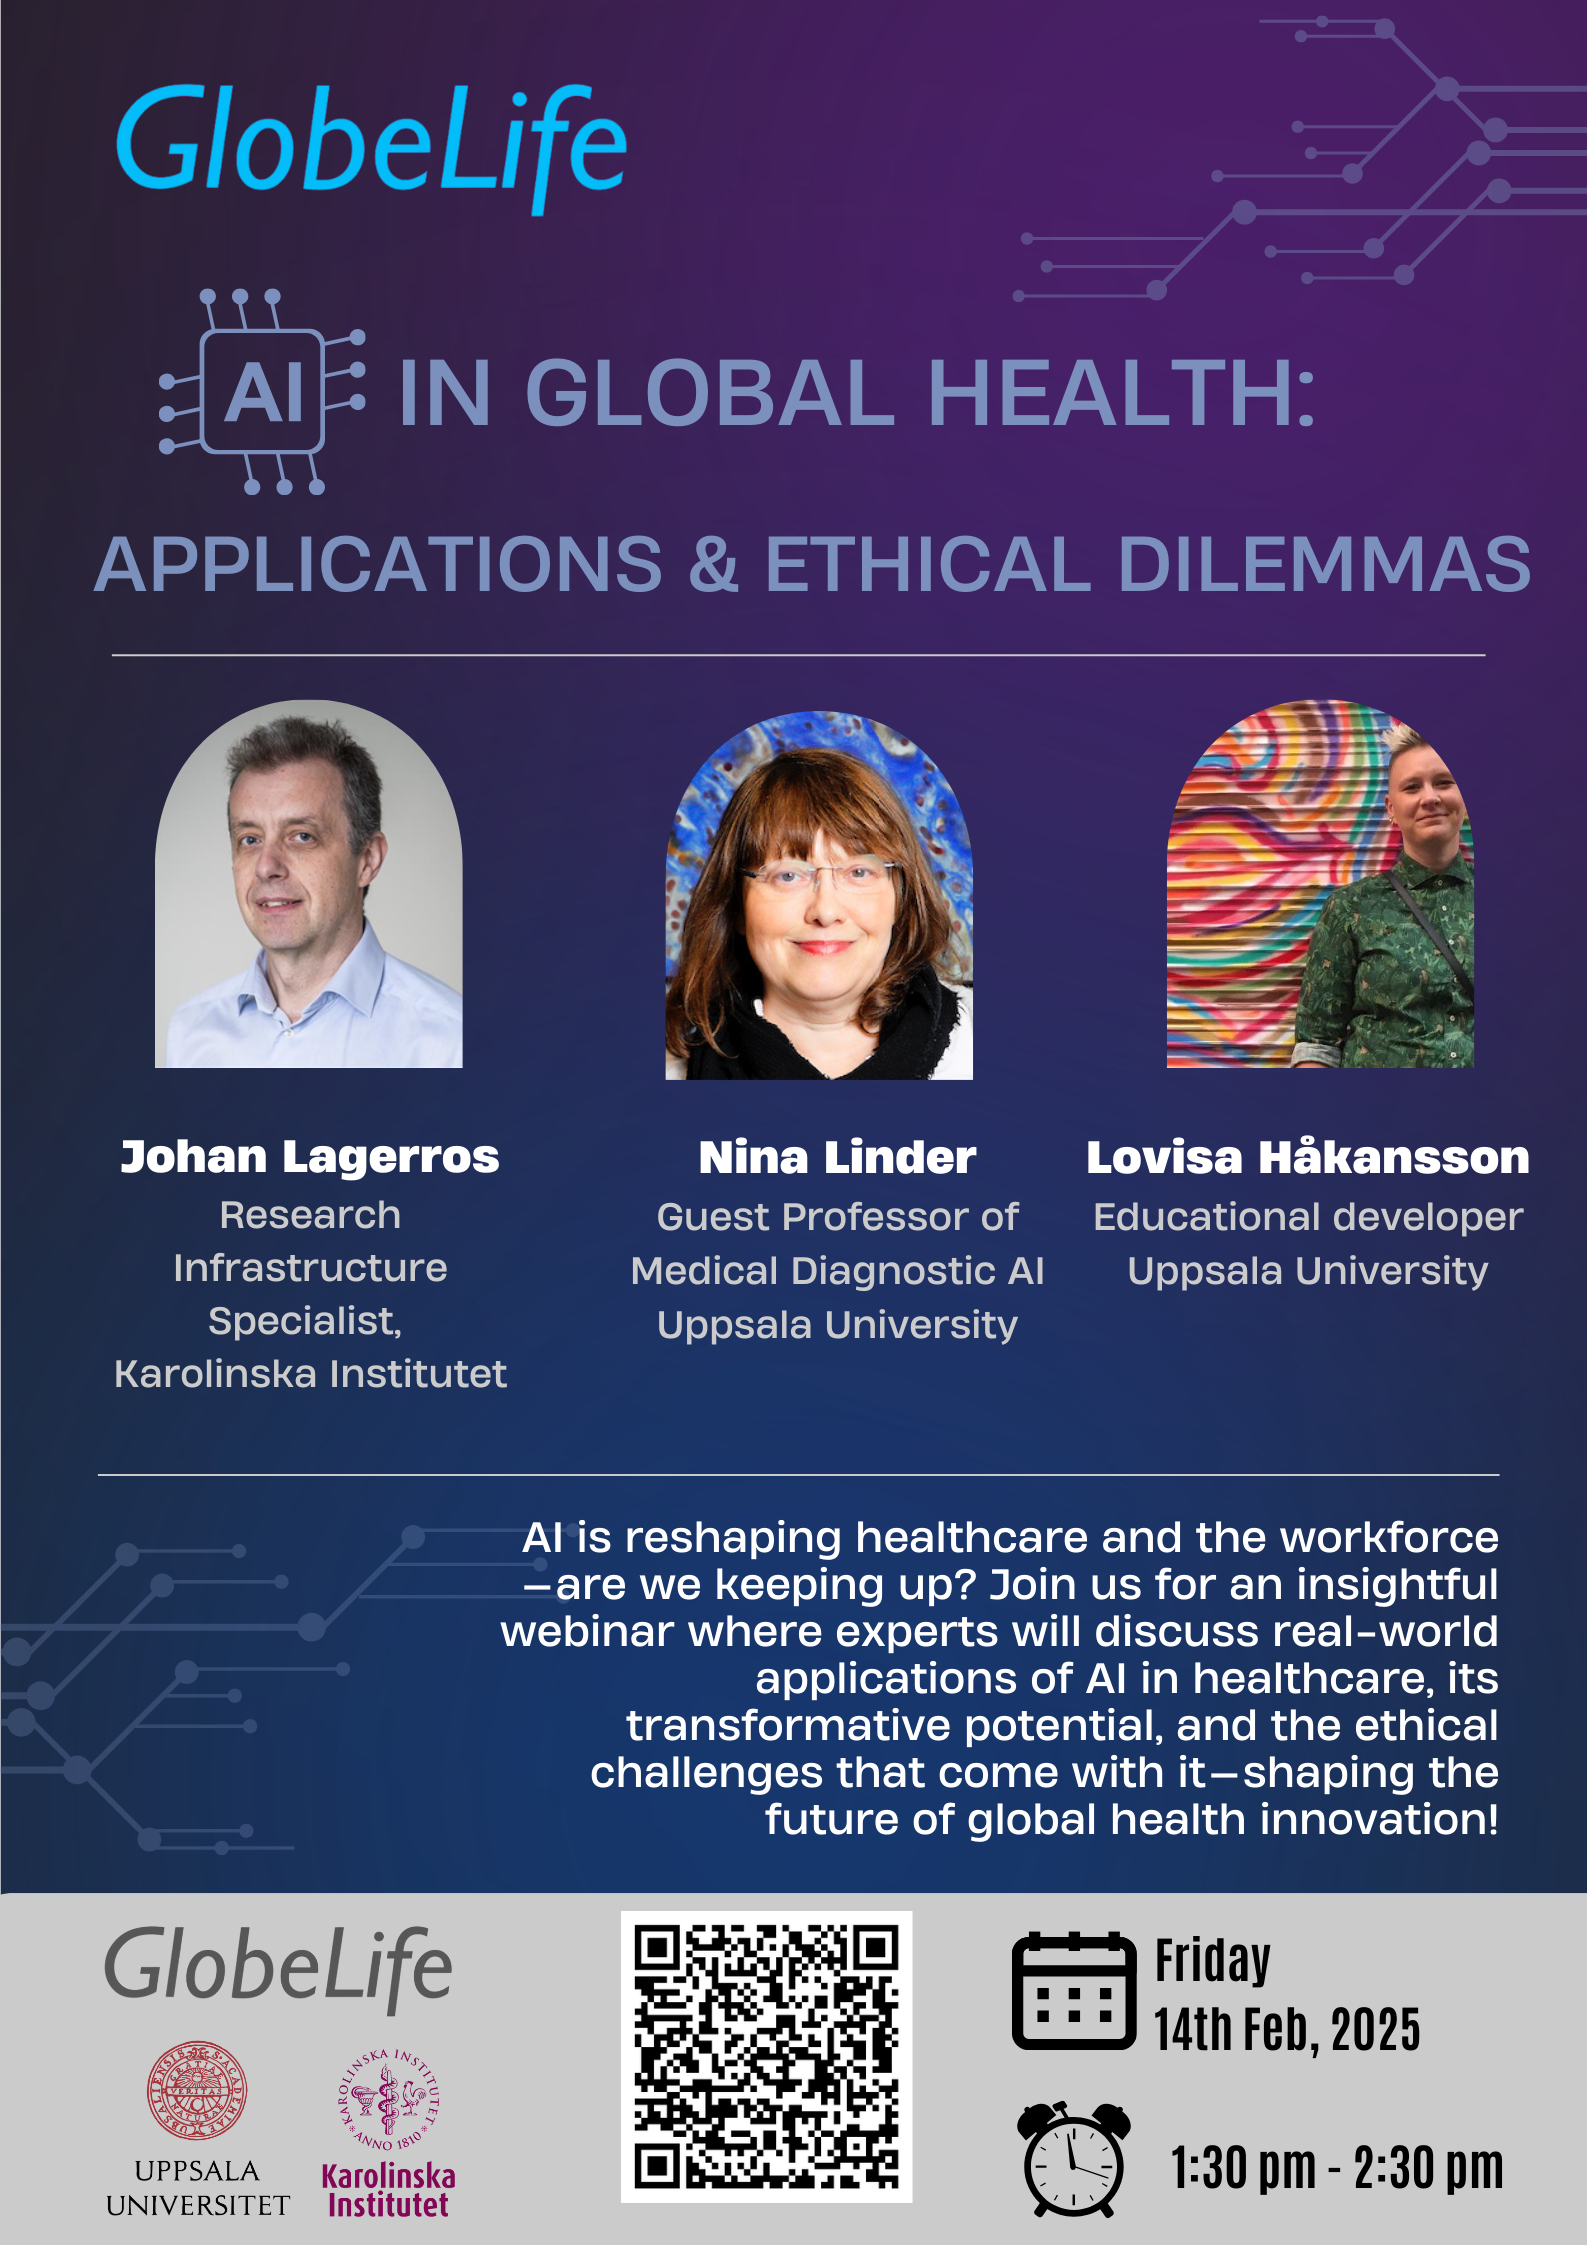 GlobeLife
AI IN GLOBAL HEALTH:
APPLICATIONS & ETHICAL DILEMMAS
Johan Lagerros
Research
Infrastructure
Specialist,
Karolinska Institutet
Nina Linder
Guest Professor of
Medical Diagnostic AI
Uppsala University
Lovisa Håkansson
Educational developer
Uppsala University
AI is reshaping healthcare and the workforce
—are we keeping up? Join us for an insightful
webinar where experts will discuss real-world
applications of AI in healthcare, its
transformative potential, and the ethical
challenges that come with it—shaping the
future of global health innovation!
GlobeLife
UPPSALA
UNIVERSITET
KAROLINSKA INSTITUTET
ANNO 1810
Karolinska
Institutet
Friday
14th Feb, 2025
1:30 pm - 2:30 pm